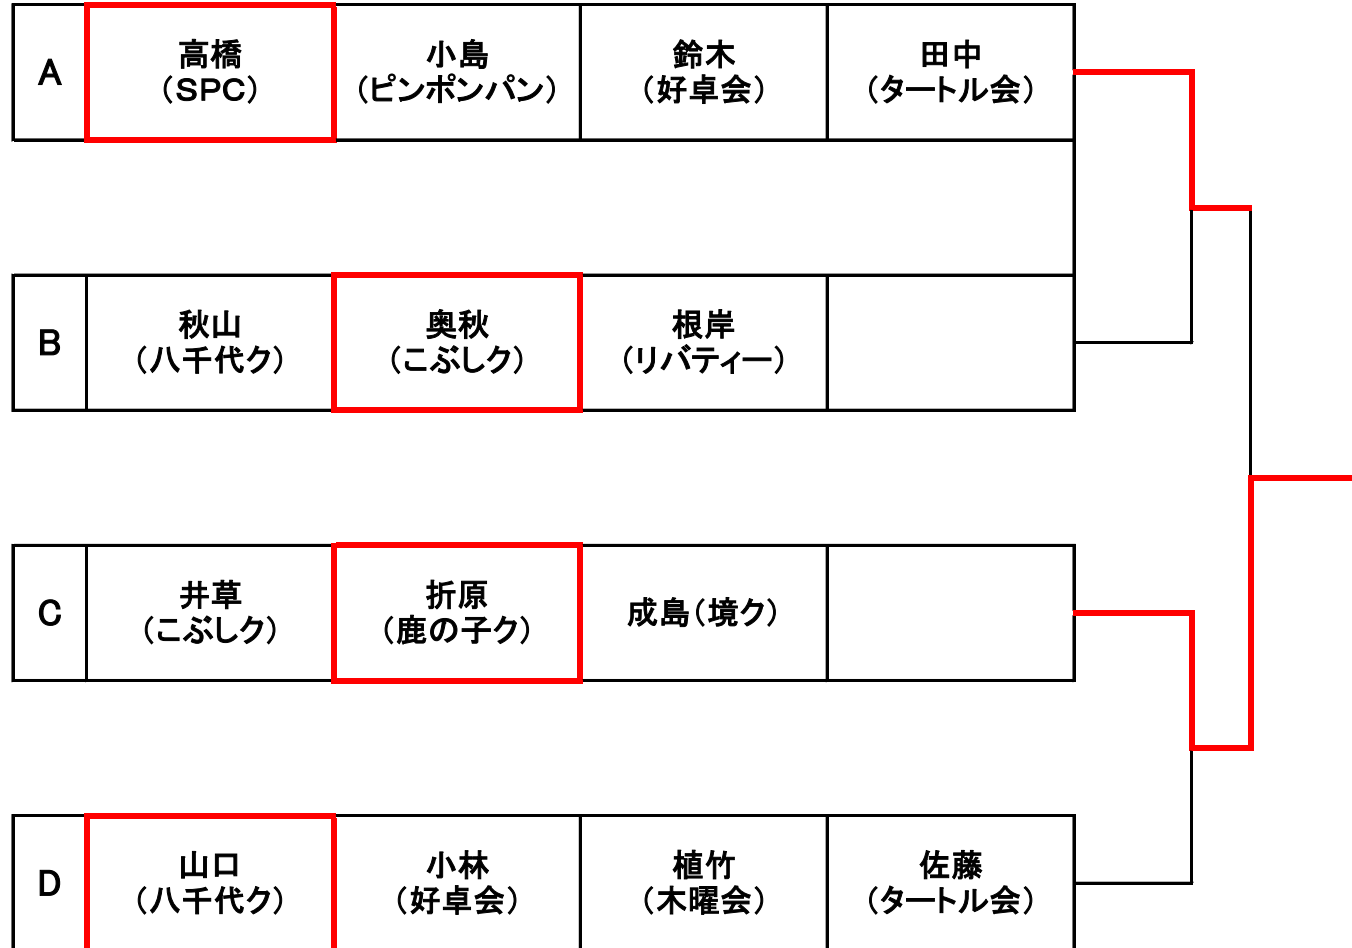 A
高橋
（SPC）
小島
（ピンポンパン）
鈴木
（好卓会）
田中
（タートル会）
B
秋山
（八千代ク）
奥秋
（こぶしク）
根岸
（リバティー）
C
井草
（こぶしク）
折原
（鹿の子ク）
成島（境ク）
D
山口
（八千代ク）
小林
（好卓会）
植竹
（木曜会）
佐藤
（タートル会）